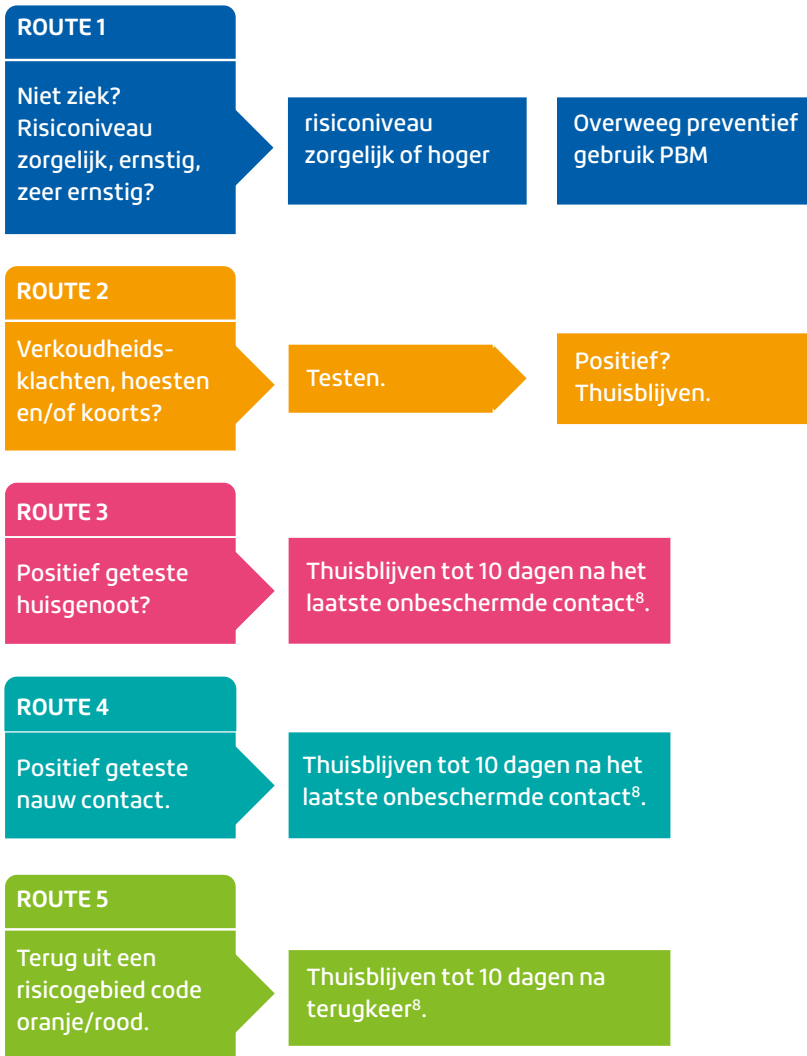 ROUTE 1
Niet ziek?
Risiconiveau
zorgelijk, ernstig,
zeer ernstig?
risiconiveau
zorgelijk of hoger
Overweeg preventief
gebruik PBM
ROUTE 2
Verkoudheids-
klachten, hoesten
en/of koorts?
Testen.
Positief?
Thuisblijven.
ROUTE 3
Positief geteste
huisgenoot?
Thuisblijven tot 10 dagen na het
laatste onbeschermde contact⁸.
ROUTE 4
Positief geteste
nauw contact.
Thuisblijven tot 10 dagen na het
laatste onbeschermde contact⁸.
ROUTE 5
Terug uit een
risicogebied code
oranje/rood.
Thuisblijven tot 10 dagen na
terugkeer⁸.